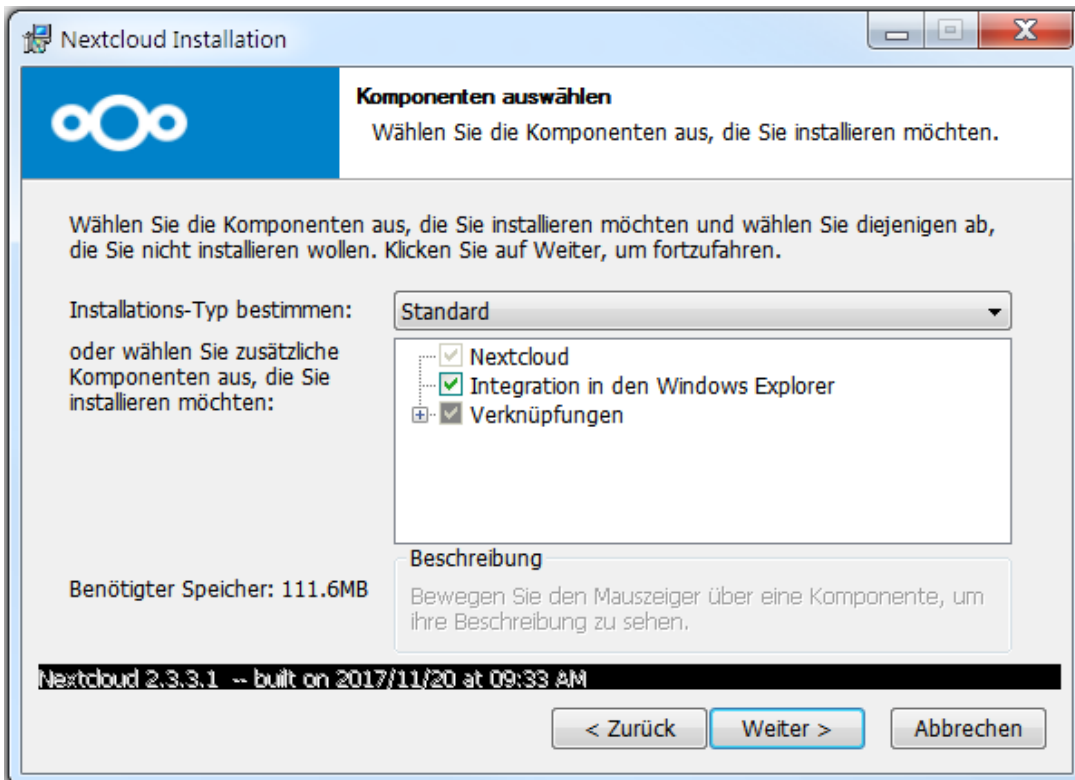 Nextcloud Installation
Komponenten auswählen
Wählen Sie die Komponenten aus, die Sie installieren möchten.
Wählen Sie die Komponenten aus, die Sie installieren möchten und wählen Sie diejenigen ab,
die Sie nicht installieren wollen. Klicken Sie auf Weiter, um fortzufahren.
Installations-Typ bestimmen:
Standard
oder wählen Sie zusätzliche
Komponenten aus, die Sie
installieren möchten:
Nextcloud
Integration in den Windows Explorer
Verknüpfungen
Benötigter Speicher: 111.6MB
Beschreibung
Bewegen Sie den Mauszeiger über eine Komponente, um
ihre Beschreibung zu sehen.
Nextcloud 2.3.3.1 -- built on 2017/11/20 at 09:33 AM
< Zurück
Weiter >
Abbrechen